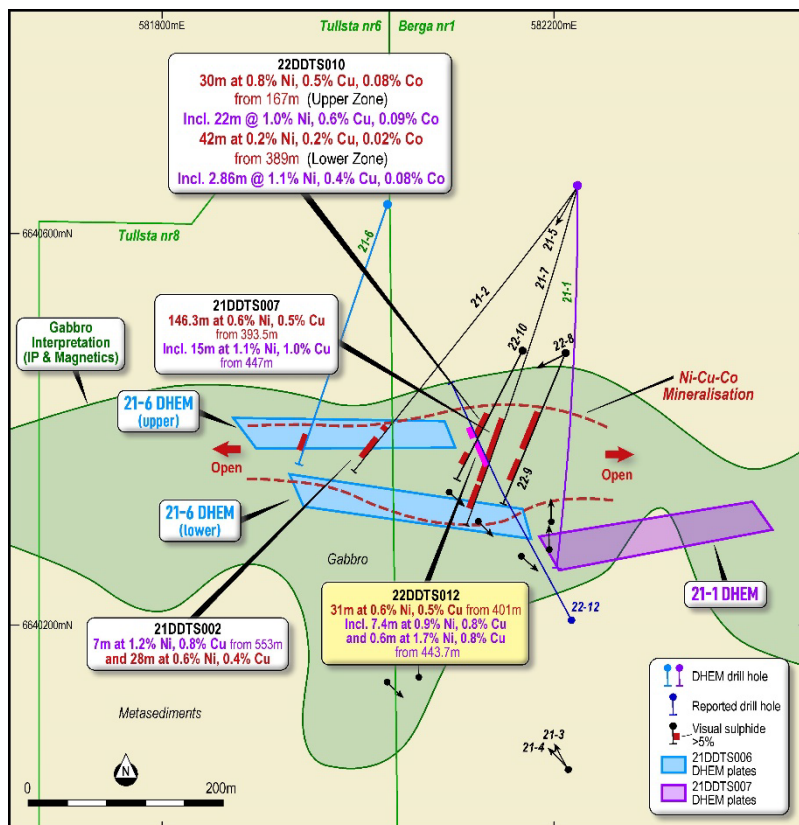 581800mE
Tullsta nr6
Berga nr1
582200mE
22DDTS010
30m at 0.8% Ni, 0.5% Cu, 0.08% Co
from 167m (Upper Zone)
Incl. 22m @ 1.0% Ni, 0.6% Cu, 0.09% Co
42m at 0.2% Ni, 0.2% Cu, 0.02% Co
from 389m (Lower Zone)
Incl. 2.86m @ 1.1% Ni, 0.4% Cu, 0.08% Co
6640600mN
Tullsta nr8
21-6
21-5
21-2
21-7
21-1
21DDTS007
146.3m at 0.6% Ni, 0.5% Cu
from 393.5m
Incl. 15m at 1.1% Ni, 1.0% Cu
from 447m
Gabbro
Interpretation
(IP & Magnetics)
22-10
22-8
Ni-Cu-Co
Mineralisation
21-6 DHEM
(upper)
Open
Open
22-9
21-6 DHEM
(lower)
Gabbro
21-1 DHEM
22DDTS012
31m at 0.6% Ni, 0.5% Cu from 401m
Incl. 7.4m at 0.9% Ni, 0.8% Cu
and 0.6m at 1.7% Ni, 0.8% Cu
from 443.7m
22-12
6640200mN
21DDTS002
7m at 1.2% Ni, 0.8% Cu from 553m
and 28m at 0.6% Ni, 0.4% Cu
Metasediments
21-3
21-4
N
0
200m
DHEM drill hole
Reported drill hole
Visual sulphide
>5%
21DDTS006
DHEM plates
21DDTS007
DHEM plates